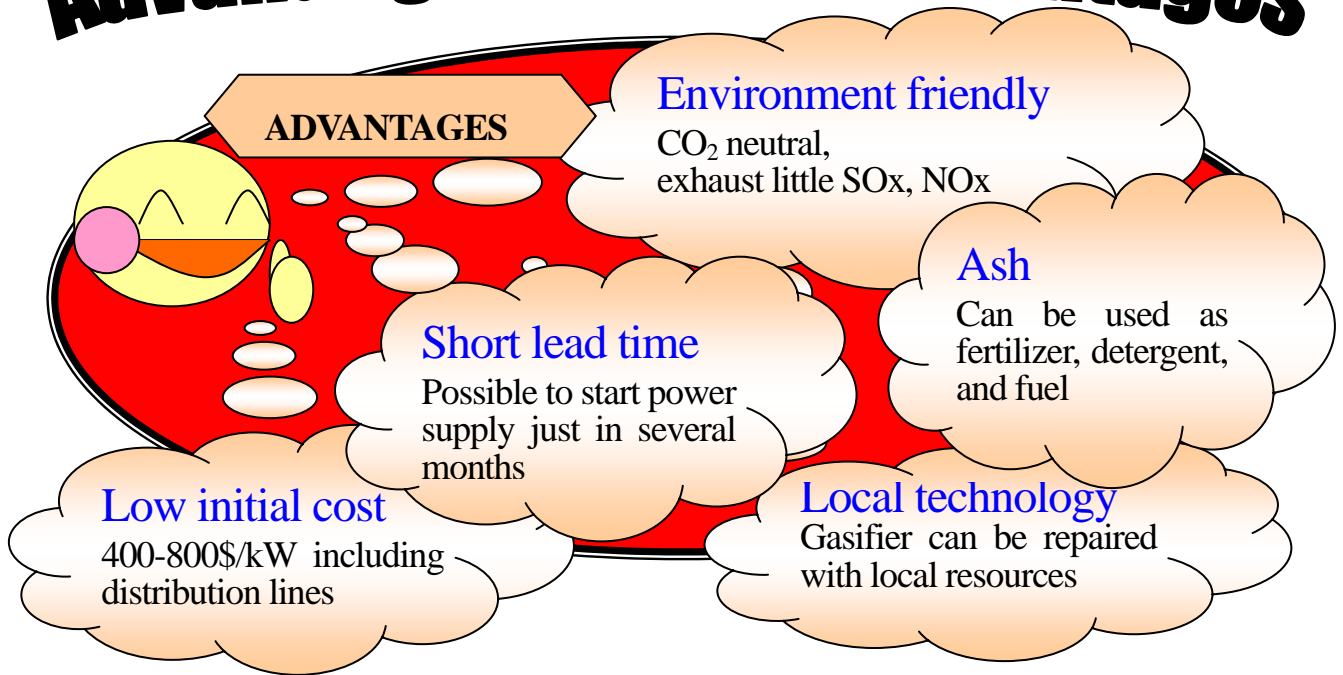 ADVANTAGES
Environment friendly
CO₂ neutral,
exhaust little SOx, NOx
Ash
Can be used as
fertilizer, detergent,
and fuel
Short lead time
Possible to start power
supply just in several
months
Low initial cost
400-800$/kW including
distribution lines
Local technology
Gasifier can be repaired
with local resources